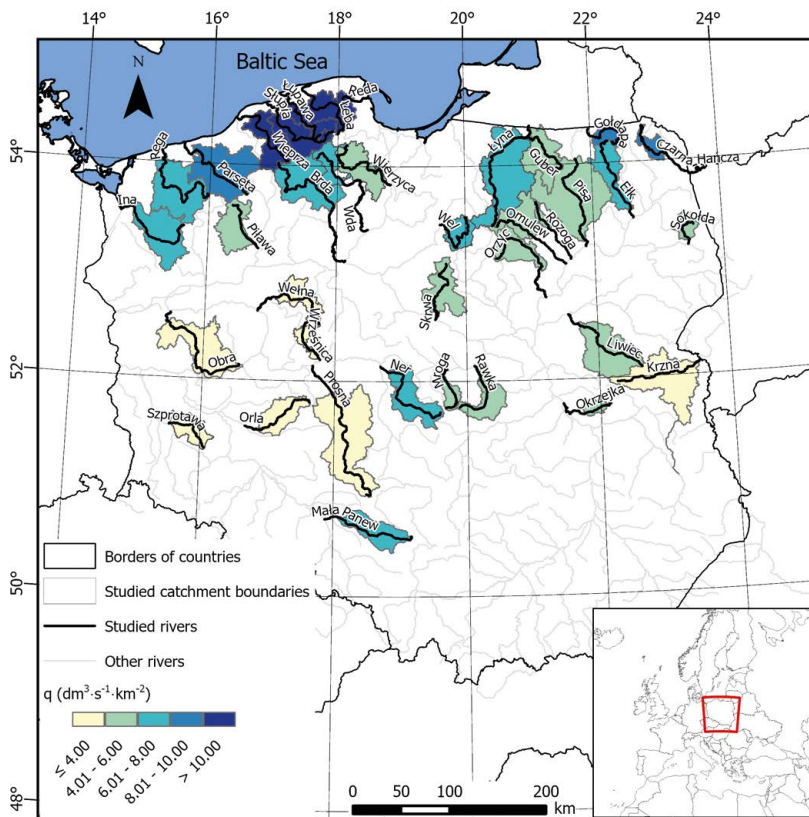 14° 16° 18° 20° 22° 24°
Baltic Sea
N
54°
52°
50°
48°
Rega
Parsęta
Ina
Piława
Wieprza
Słupia
Łupawa
Łeba
Reda
Brda
Wda
Wierzyca
Łyna
Guber
Pisa
Gołdapa
Ełk
Czarna Hańcza
Sokołda
Wel
Omulew
Rozoga
Orzyc
Skrwa
Wełna
Wrześnica
Obra
Prosna
Ner
Mroga
Rawka
Liwiec
Krzna
Okrzejka
Szprotawa
Orla
Mała Panew
Borders of countries
Studied catchment boundaries
Studied rivers
Other rivers
q (dm³·s⁻¹·km⁻²)
≤ 4.00
4.01 - 6.00
6.01 - 8.00
8.01 - 10.00
> 10.00
0 50 100 200
km